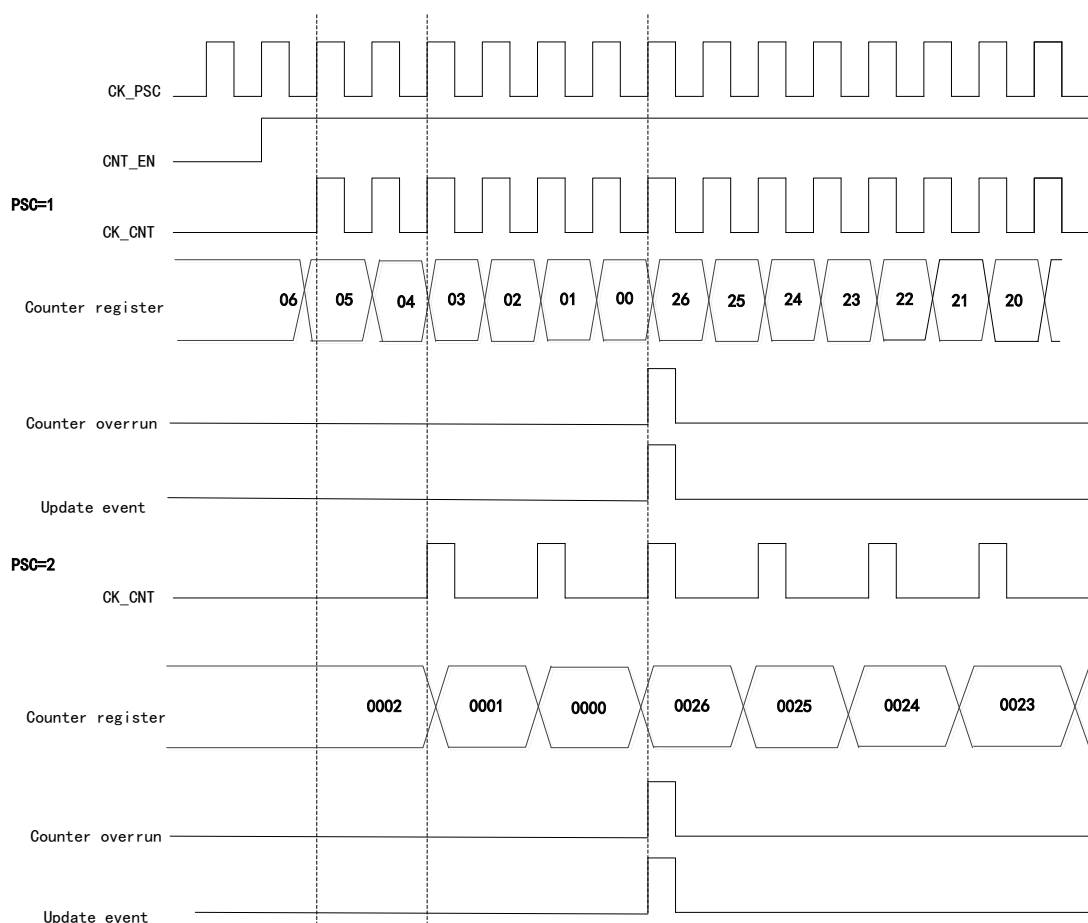 CK_PSC
CNT_EN
PSC=1
CK_CNT
Counter register 06 05 04 03 02 01 00 26 25 24 23 22 21 20
Counter overrun
Update event
PSC=2
CK_CNT
Counter register 0002 0001 0000 0026 0025 0024 0023
Counter overrun
Update event